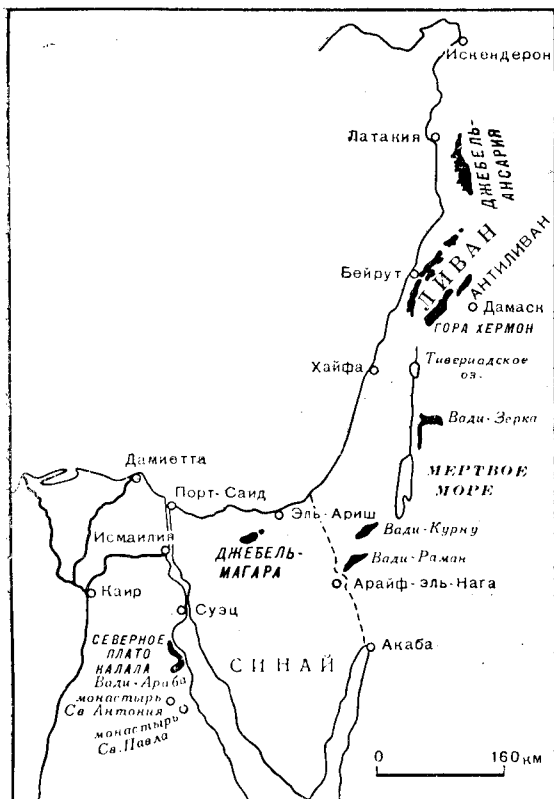 Искендерон
Латакия
ДЖЕБЕЛЬ-
АНСАРИЯ
Бейрут
ЛИВАН
АНТИЛИВАН
Дамаск
ГОРА ХЕРМОН
Хайфа
Тивериадское
оз.
Вади-Зерка
МЕРТВОЕ
МОРЕ
Дамиетта
Порт-Саид
Эль-Ариш
Исмаилия
ДЖЕБЕЛЬ-
МАГАРА
Вади-Курну
Вади-Раман
Арайф-эль-Нага
Каир
Суэц
СЕВЕРНОЕ
ПЛАТО
КАЛАЛА
Вади-Араба
монастырь
Св Антония
монастырь
Св. Павла
СИНАЙ
Акаба
0 160 км